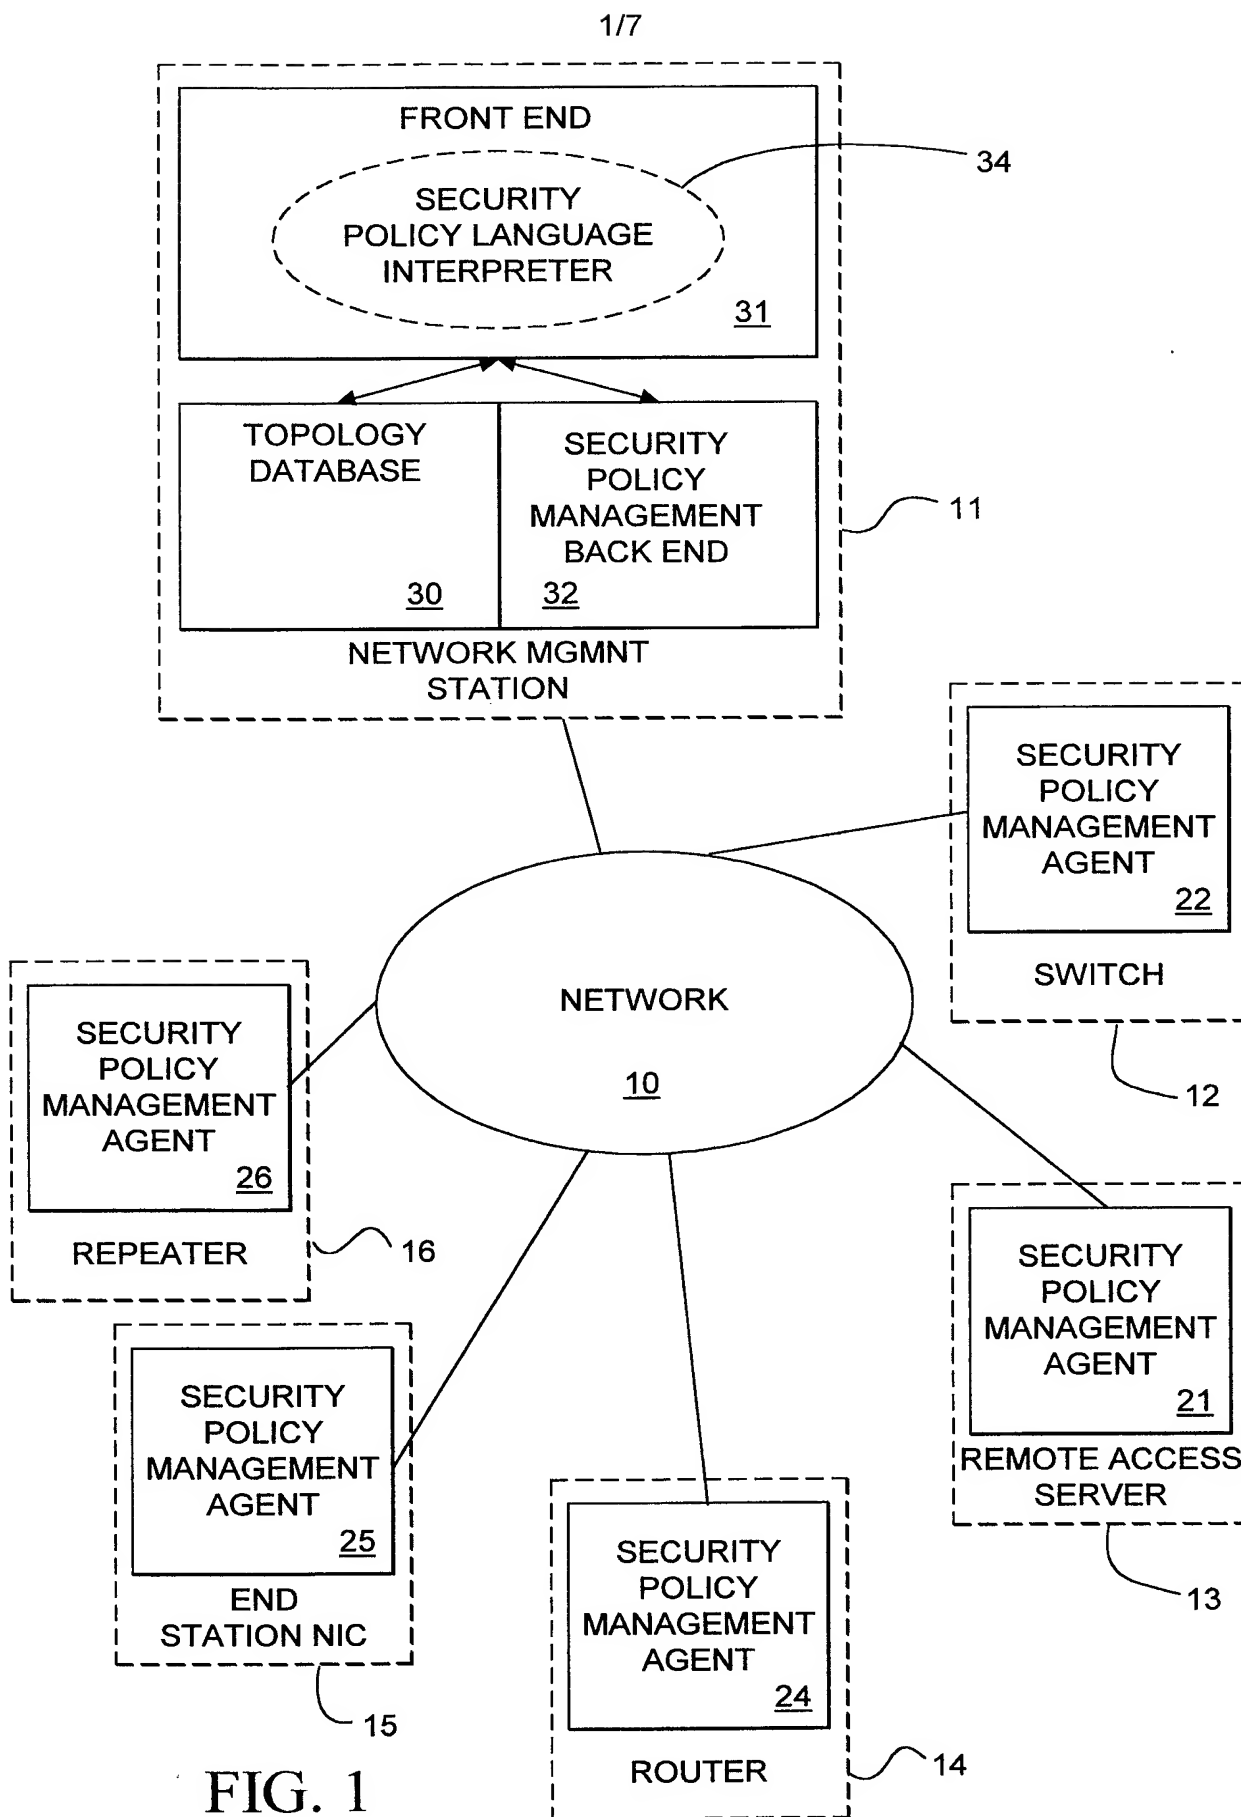 1/7
FRONT END
SECURITY
POLICY LANGUAGE
INTERPRETER
31
34
TOPOLOGY
DATABASE
30
SECURITY
POLICY
MANAGEMENT
BACK END
32
11
NETWORK MGMNT
STATION
SECURITY
POLICY
MANAGEMENT
AGENT
22
SWITCH
12
NETWORK
10
SECURITY
POLICY
MANAGEMENT
AGENT
26
REPEATER
16
SECURITY
POLICY
MANAGEMENT
AGENT
21
REMOTE ACCESS
SERVER
13
SECURITY
POLICY
MANAGEMENT
AGENT
25
END
STATION NIC
15
SECURITY
POLICY
MANAGEMENT
AGENT
24
ROUTER
14
FIG. 1